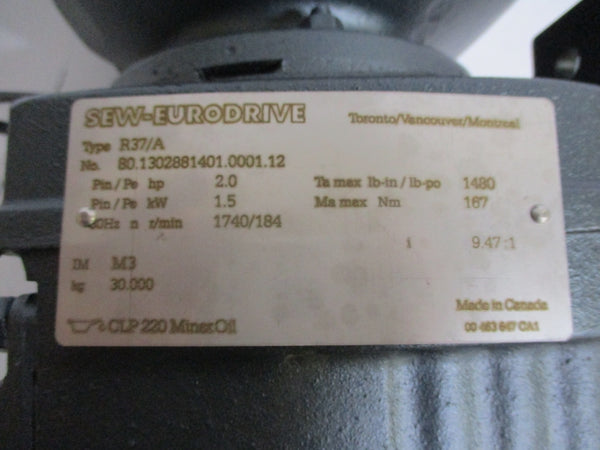 SEW-EURODRIVE Toronto/Vancouver/Montreal
Type R37/A
No. 80.1302881401.0001.12
Pin/Pe hp 2.0 Ta max lb-in / lb-po 1480
Pin/Pe kW 1.5 Ma max Nm 167
60Hz n r/min 1740/184
i 9.47 :1
IM M3
kg 30.000
Made in Canada
CLP 220 Miner.Oil 00 463 647 CA1